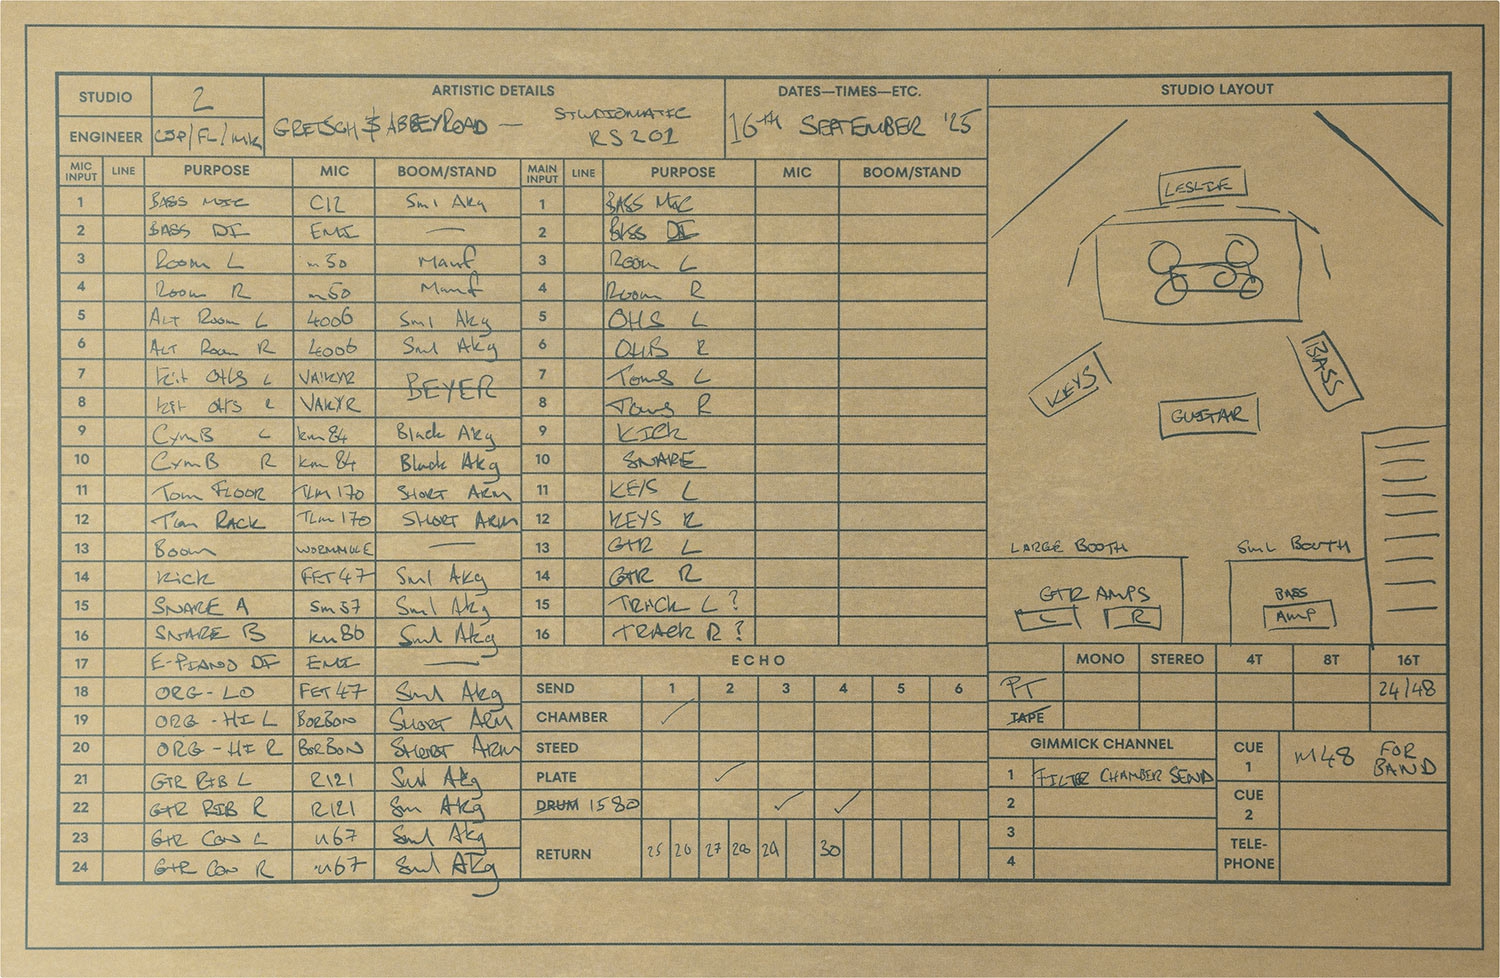 STUDIO 2 ARTISTIC DETAILS DATES—TIMES—ETC. STUDIO LAYOUT
ENGINEER CJP/FL/MK GRETSCH $ ABBEY ROAD — STUDIOMATIC RS201 16TH SEPTEMBER '25
MIC INPUT LINE PURPOSE MIC BOOM/STAND MAIN INPUT LINE PURPOSE MIC BOOM/STAND
1 BASS MIC C12 Sml Akg 1 BASS MIC
2 BASS DI EMI — 2 BASS DI
3 Room L m50 Manf 3 Room L
4 Room R m50 Manf 4 Room R
5 ALT Room L 4006 Sml Akg 5 OHS L
6 ALT Room R 4006 Sml Akg 6 OHS R
7 kit OHS L VALKYR BEYER 7 Toms L
8 kit OHS R VALKYR 8 Toms R
9 CymB L km84 Black Akg 9 KICK
10 CymB R km84 Black Akg 10 SNARE
11 Tom FLOOR TLM170 SHORT ARM 11 KEYS L
12 Tom RACK TLM170 SHORT ARM 12 KEYS R
13 Boom WORMHOLE — 13 GTR L
14 kick FET47 Sml Akg 14 GTR R
15 SNARE A Sm57 Sml Akg 15 TRACK L?
16 SNARE B km86 Sml Akg 16 TRACK R?
17 E-PIANO DI EMI —
18 ORG-LO FET47 Sml Akg
19 ORG-HI L BORBON SHORT ARM
20 ORG-HI R BORBON SHORT ARM
21 GTR RIB L R121 Sml Akg
22 GTR RIB R R121 Sm Akg
23 GTR CON L u67 Sml Akg
24 GTR CON R u67 Sml Akg
ECHO
SEND 1 2 3 4 5 6
CHAMBER ✓
STEED
PLATE ✓
DRUM 1580 ✓ ✓
RETURN 25 26 27 28 29 30
LESLIE
KEYS
BASS
GUITAR
LARGE BOOTH SML BOOTH
GTR AMPS BASS
L R AMP
MONO STEREO 4T 8T 16T
PT 24/48
TAPE
GIMMICK CHANNEL
1 FILTER CHAMBER SEND
2
3
4
CUE 1 M48 FOR BAND
CUE 2
TELE-
PHONE